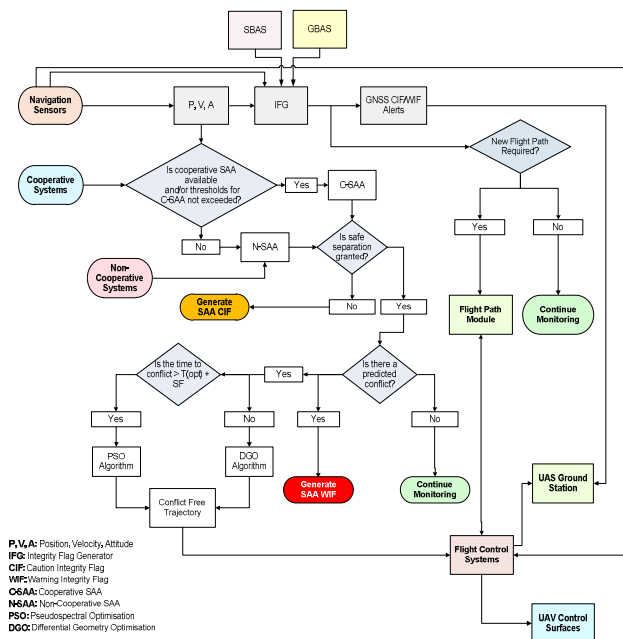 SBAS
GBAS
Navigation
Sensors
P, V, A
IFG
GNSS CIF/WIF
Alerts
New Flight Path
Required?
Cooperative
Systems
Is cooperative SAA
available
and/or thresholds for
C-SAA not exceeded?
Yes
C-SAA
No
N-SAA
Is safe
separation
granted?
Yes
No
Non-
Cooperative
Systems
Generate
SAA CIF
No
Yes
Flight Path
Module
Continue
Monitoring
Is the time to
conflict > T(opt) +
SF
Yes
Is there a
predicted
conflict?
Yes
No
Yes
No
PSO
Algorithm
DGO
Algorithm
Generate
SAA WIF
Continue
Monitoring
UAS Ground
Station
Conflict Free
Trajectory
Flight Control
Systems
UAV Control
Surfaces
P, V, A: Position, Velocity, Attitude
IFG: Integrity Flag Generator
CIF: Caution Integrity Flag
WIF: Warning Integrity Flag
C-SAA: Cooperative SAA
N-SAA: Non-Cooperative SAA
PSO: Pseudospectral Optimisation
DGO: Differential Geometry Optimisation